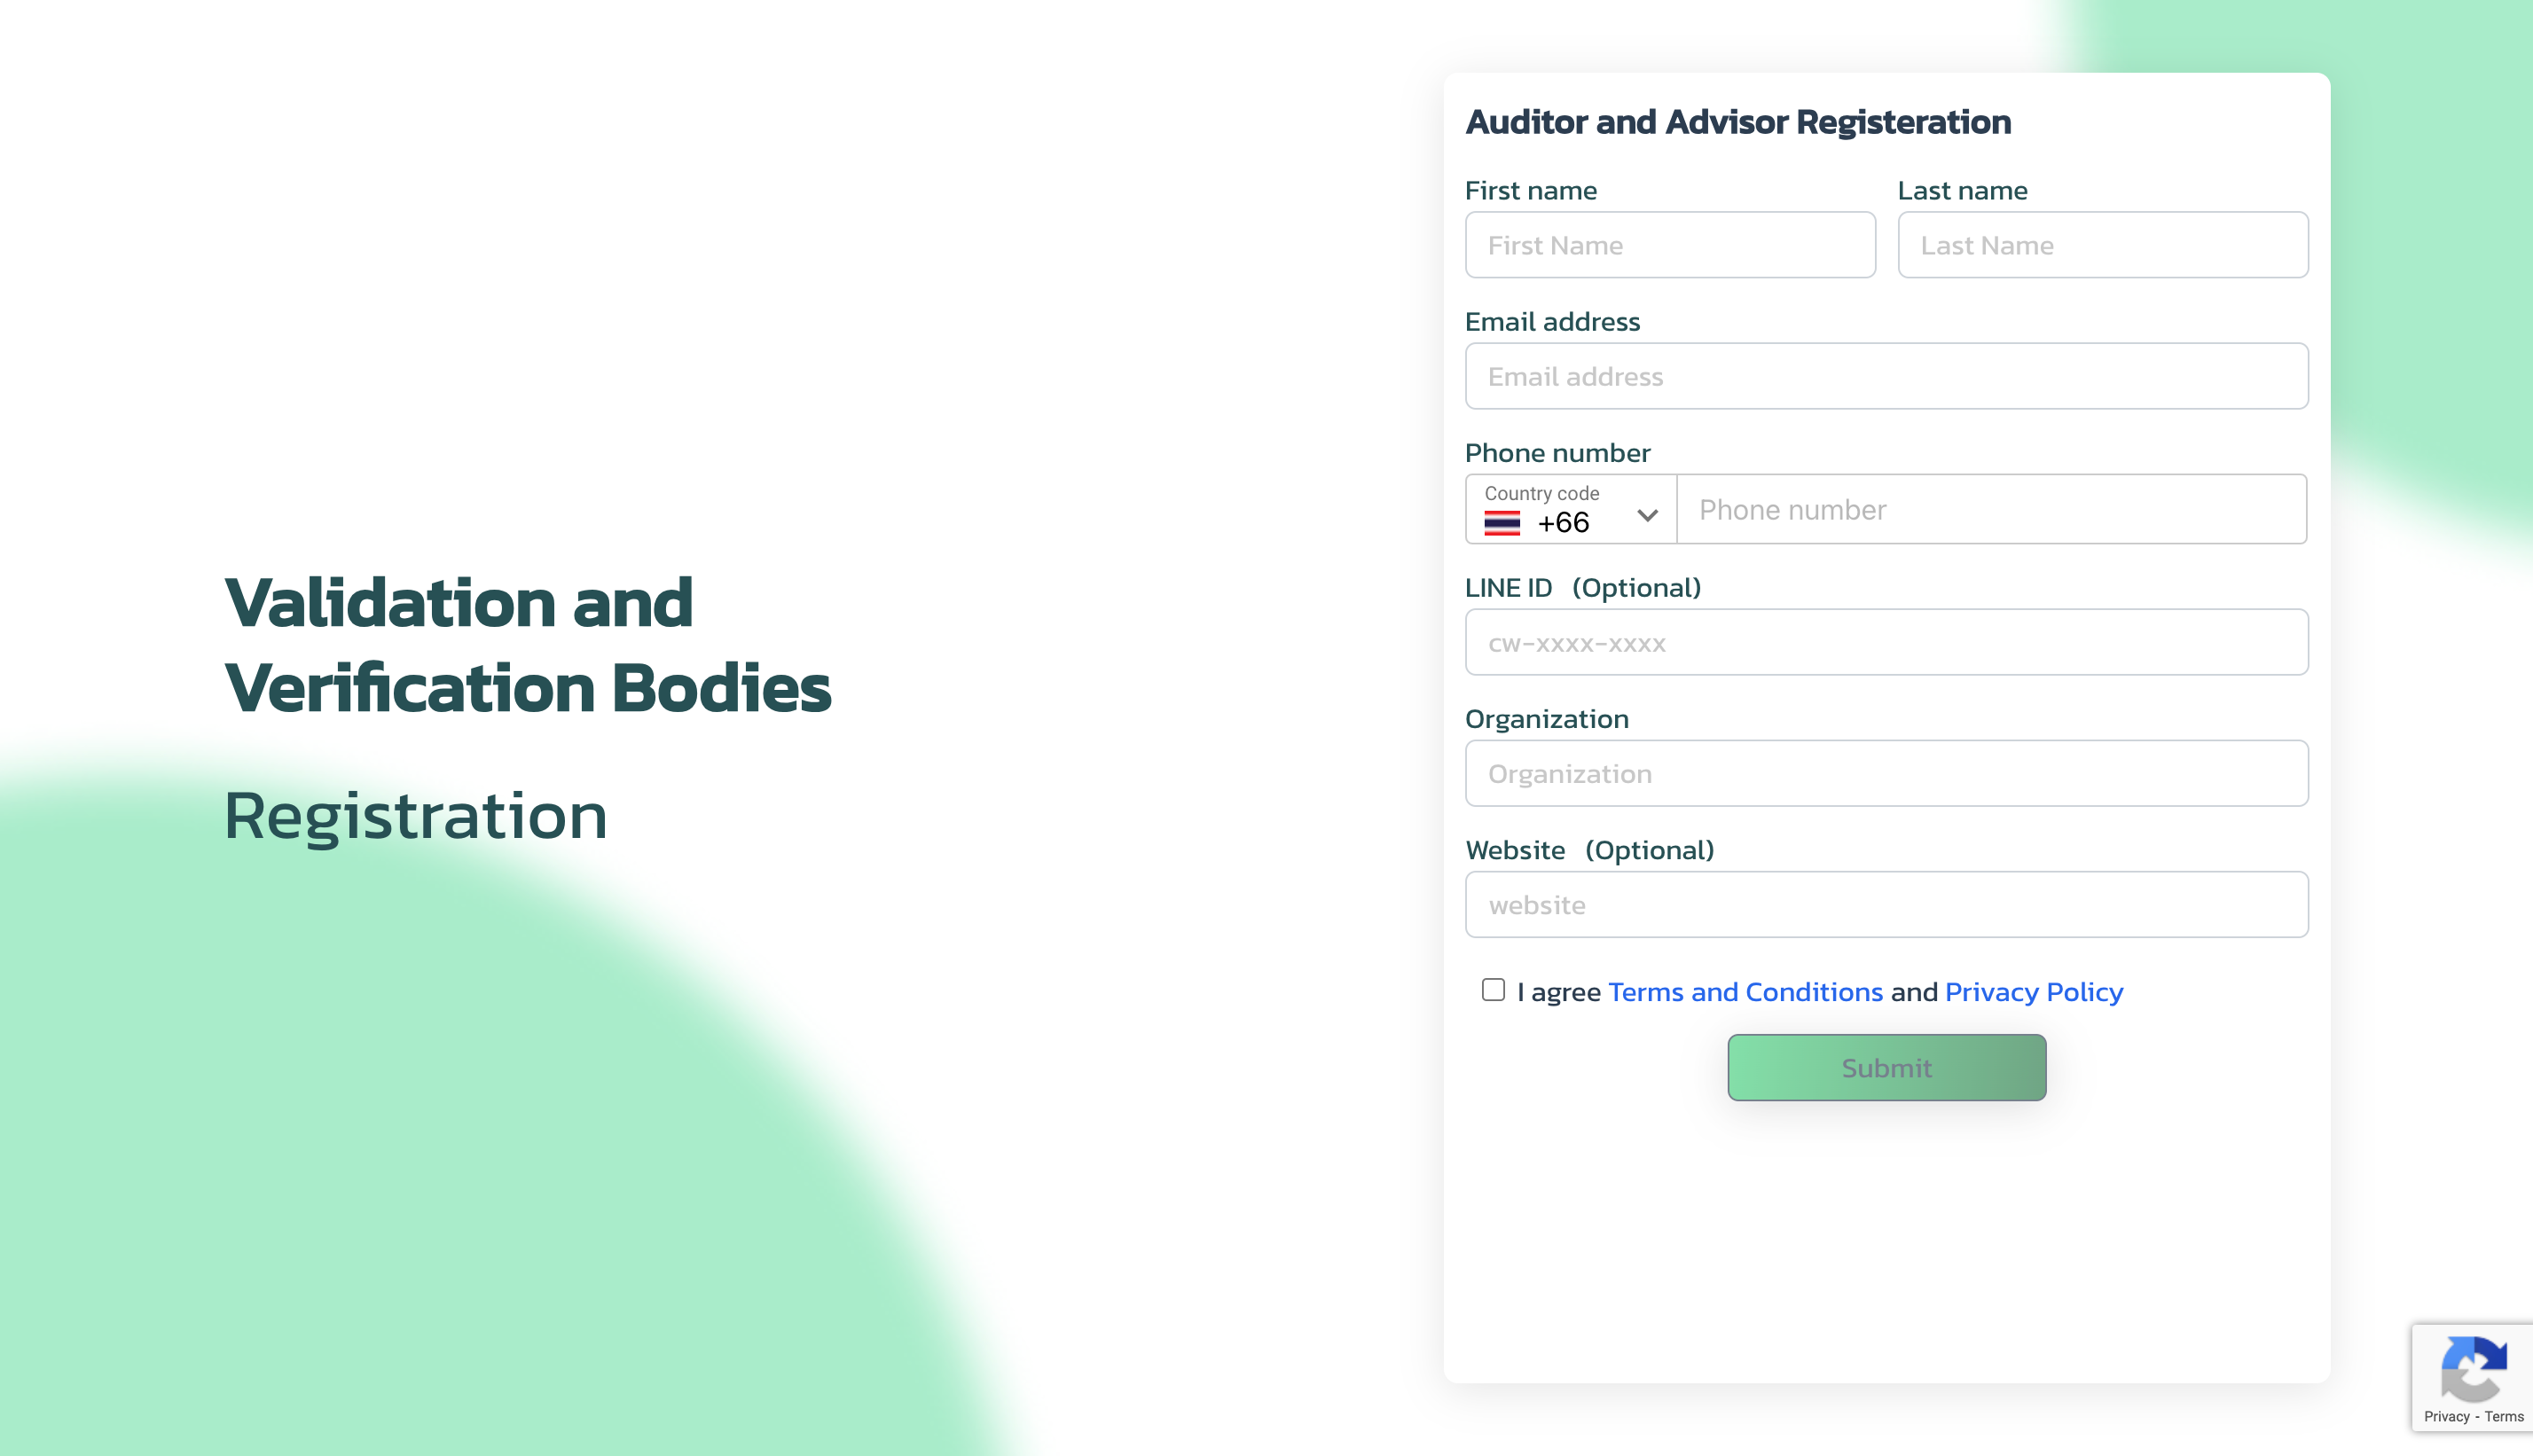 Validation and
Verification Bodies
Registration
Auditor and Advisor Registeration
First name
Last name
First Name
Last Name
Email address
Email address
Phone number
Country code
+66
Phone number
LINE ID (Optional)
cw-xxxx-xxxx
Organization
Organization
Website (Optional)
website
I agree Terms and Conditions and Privacy Policy
Submit
Privacy - Terms